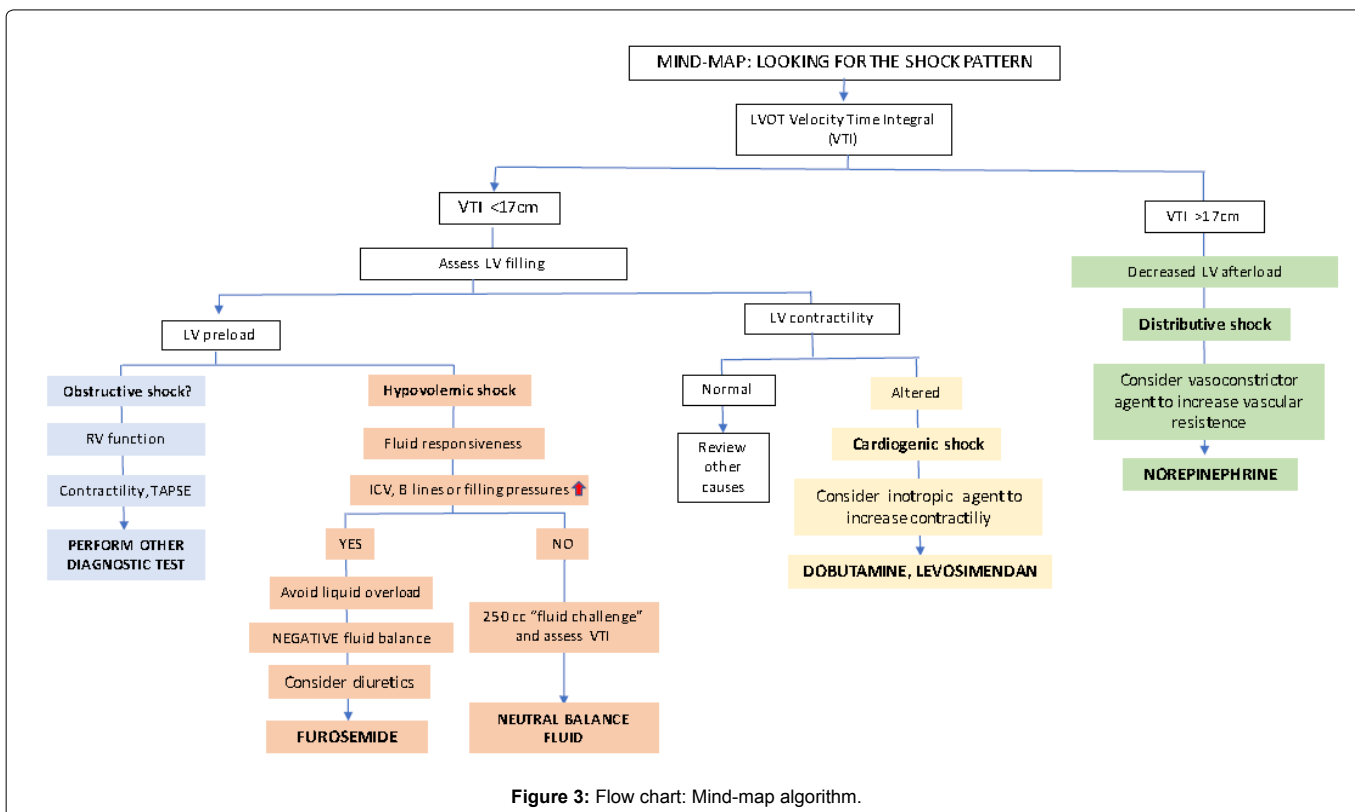 MIND-MAP: LOOKING FOR THE SHOCK PATTERN
LVOT Velocity Time Integral
(VTI)
VTI <17cm
VTI >17cm
Assess LV filling
Decreased LV afterload
LV preload
LV contractility
Distributive shock
Obstructive shock?
Hypovolemic shock
Normal
Altered
Consider vasoconstrictor
agent to increase vascular
resistence
RV function
Fluid responsiveness
Review
other
causes
Cardiogenic shock
NOREPINEPHRINE
Contractility, TAPSE
ICV, B lines or filling pressures
Consider inotropic agent to
increase contractiliy
PERFORM OTHER
DIAGNOSTIC TEST
YES
NO
DOBUTAMINE, LEVOSIMENDAN
Avoid liquid overload
250 cc "fluid challenge"
and assess VTI
NEGATIVE fluid balance
Consider diuretics
FUROSEMIDE
NEUTRAL BALANCE
FLUID
Figure 3: Flow chart: Mind-map algorithm.